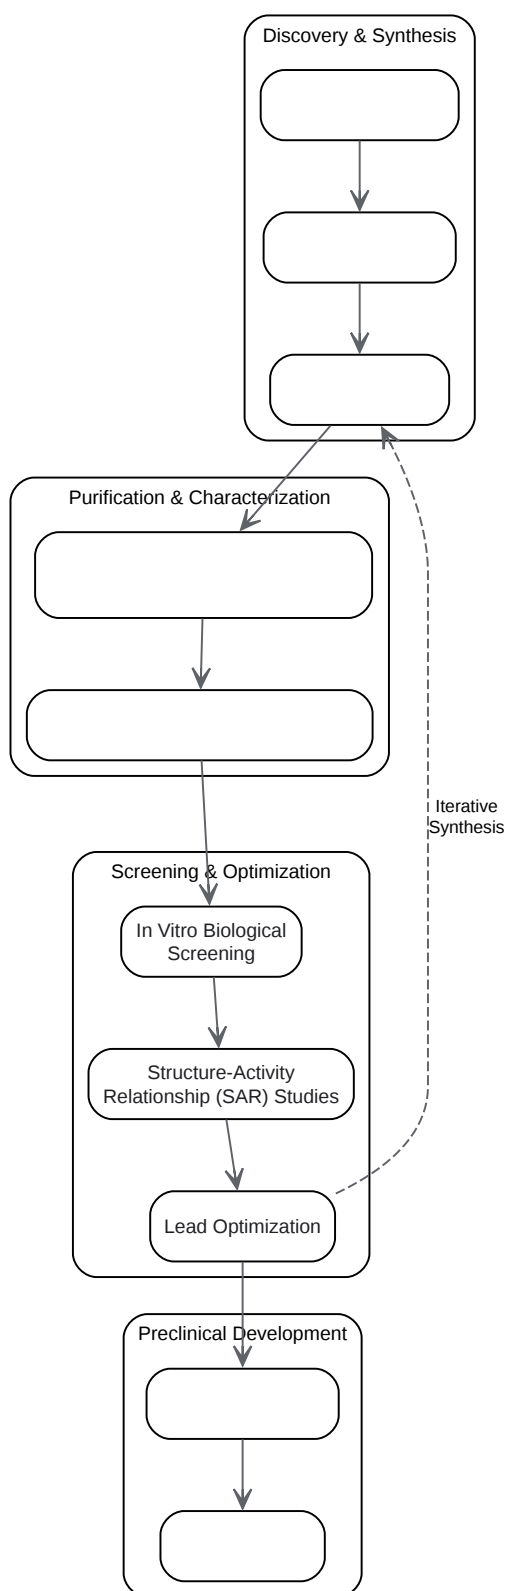 Discovery & Synthesis
Purification & Characterization
Iterative
Synthesis
Screening & Optimization
In Vitro Biological
Screening
Structure-Activity
Relationship (SAR) Studies
Lead Optimization
Preclinical Development